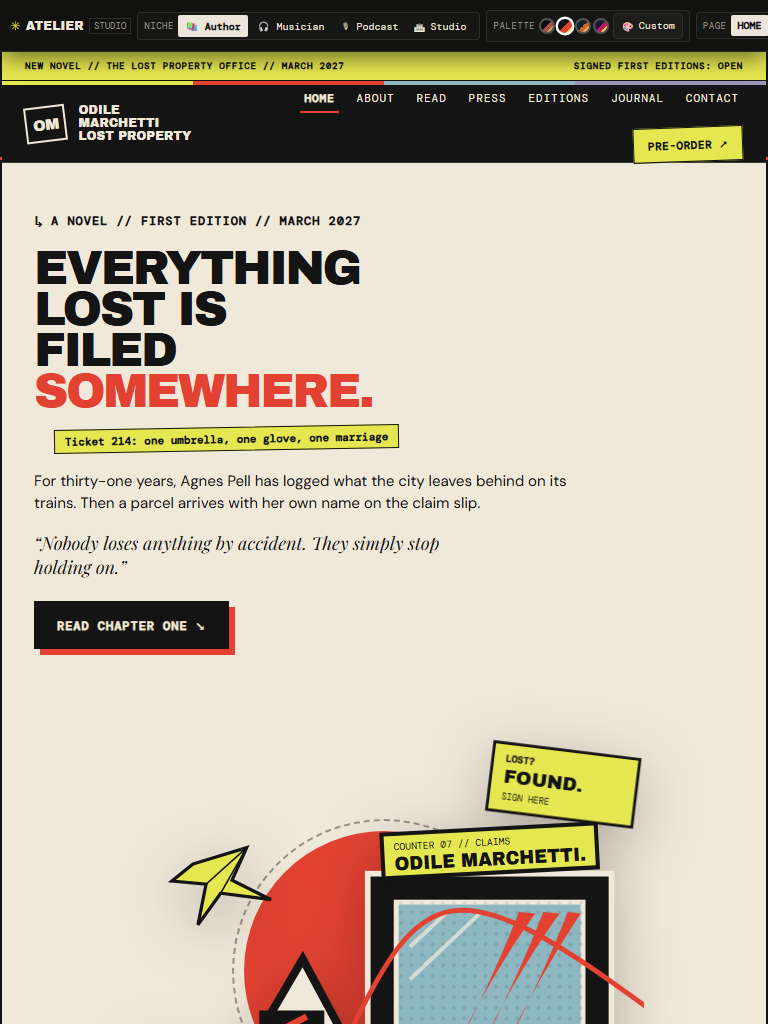 ATELIER STUDIO NICHE Author Musician Podcast Studio PALETTE Custom PAGE HOME
NEW NOVEL // THE LOST PROPERTY OFFICE // MARCH 2027 SIGNED FIRST EDITIONS: OPEN
OM
ODILE
MARCHETTI
LOST PROPERTY
HOME ABOUT READ PRESS EDITIONS JOURNAL CONTACT
PRE-ORDER ↗
↳ A NOVEL // FIRST EDITION // MARCH 2027
EVERYTHING
LOST IS
FILED
SOMEWHERE.
Ticket 214: one umbrella, one glove, one marriage
For thirty-one years, Agnes Pell has logged what the city leaves behind on its
trains. Then a parcel arrives with her own name on the claim slip.
“Nobody loses anything by accident. They simply stop
holding on.”
READ CHAPTER ONE ↘
LOST?
FOUND.
SIGN HERE
COUNTER 07 // CLAIMS
ODILE MARCHETTI.